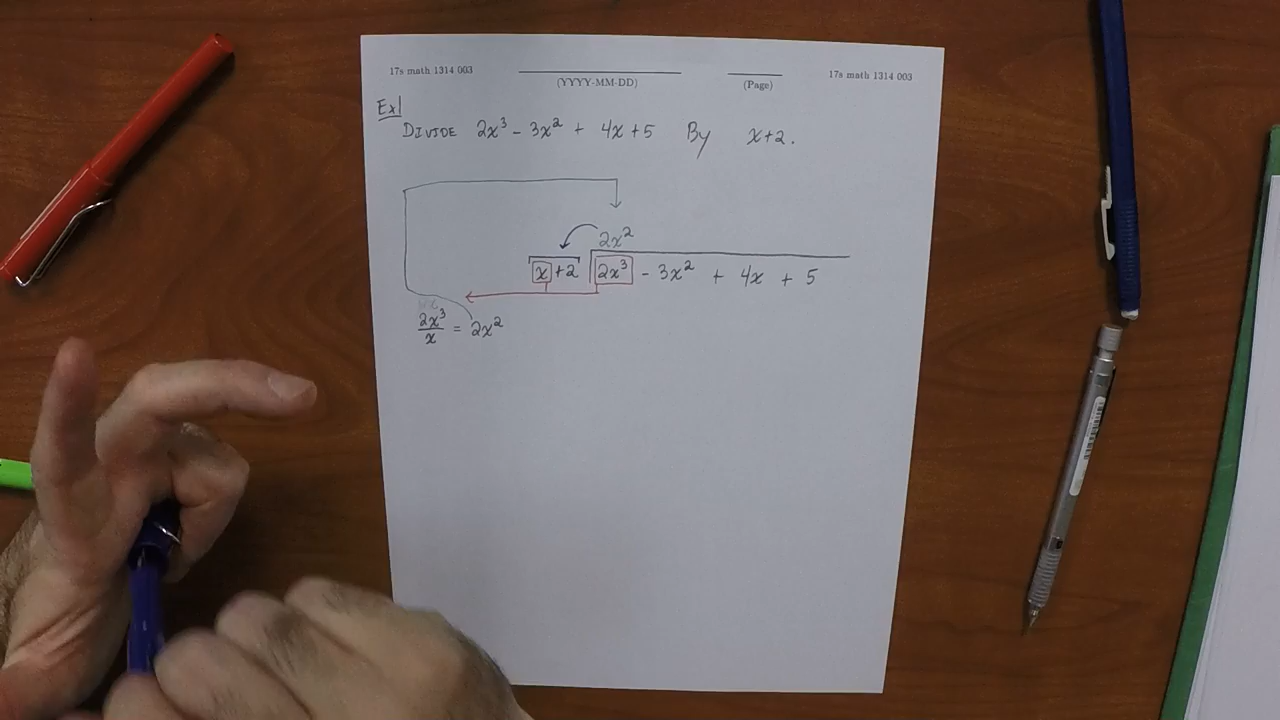 17s math 1314 003 (YYYY-MM-DD) (Page) 17s math 1314 003
Ex1
DIVIDE 2x³ - 3x² + 4x + 5 By x+2.
2x²
x+2 2x³ - 3x² + 4x + 5
2x³/x = 2x²